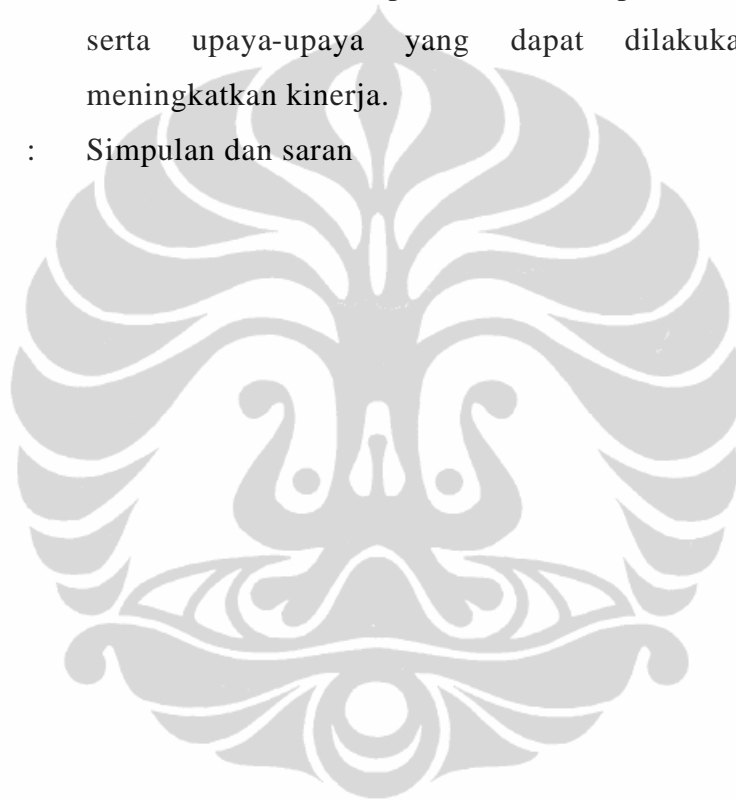 serta upaya-upaya yang dapat dilakuka
meningkatkan kinerja.
: Simpulan dan saran